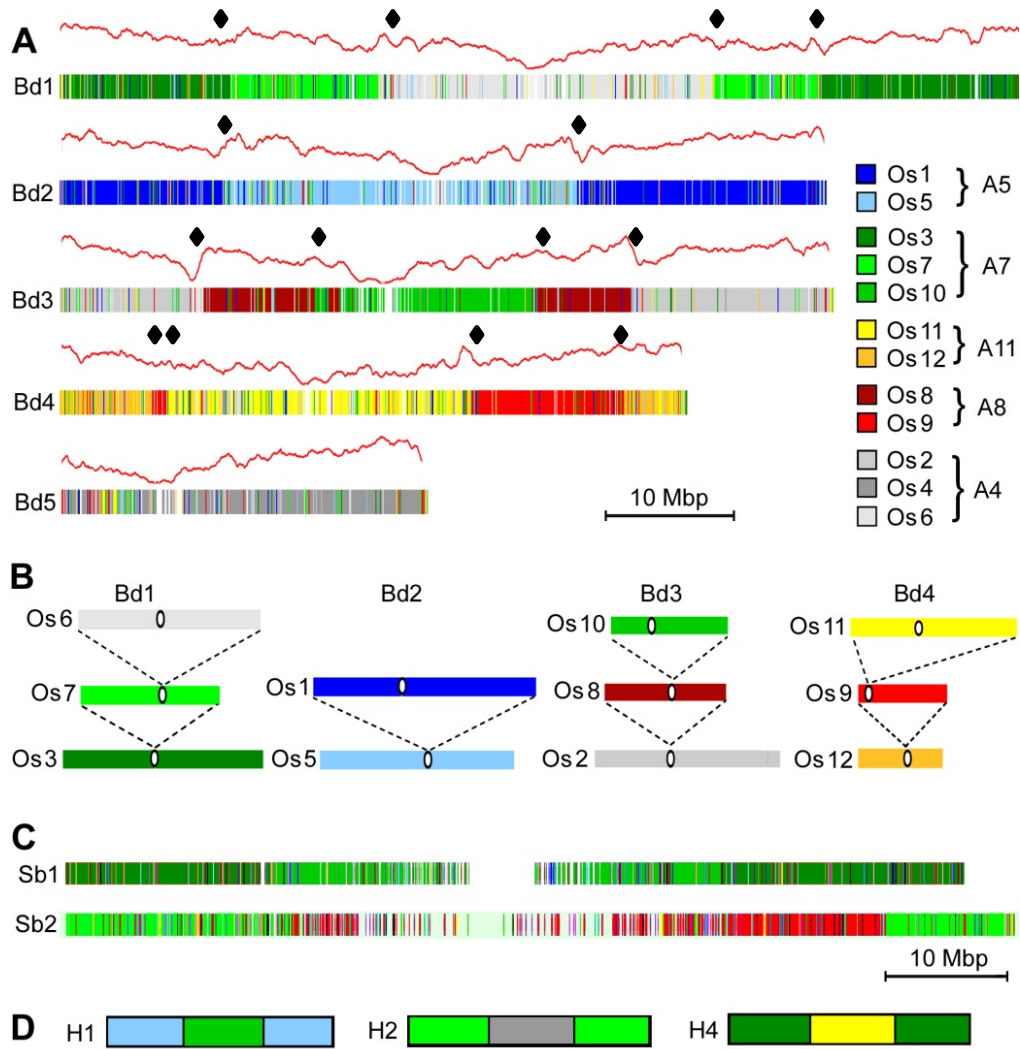 A
Bd1
Bd2
Bd3
Bd4
Bd5
Os1
Os5
A5
Os3
Os7
Os10
A7
Os11
Os12
A11
Os8
Os9
A8
Os2
Os4
Os6
A4
10 Mbp
B
Bd1 Bd2 Bd3 Bd4
Os6 Os10 Os11
Os7 Os1 Os8 Os9
Os3 Os5 Os2 Os12
C
Sb1
Sb2
10 Mbp
D H1 H2 H4